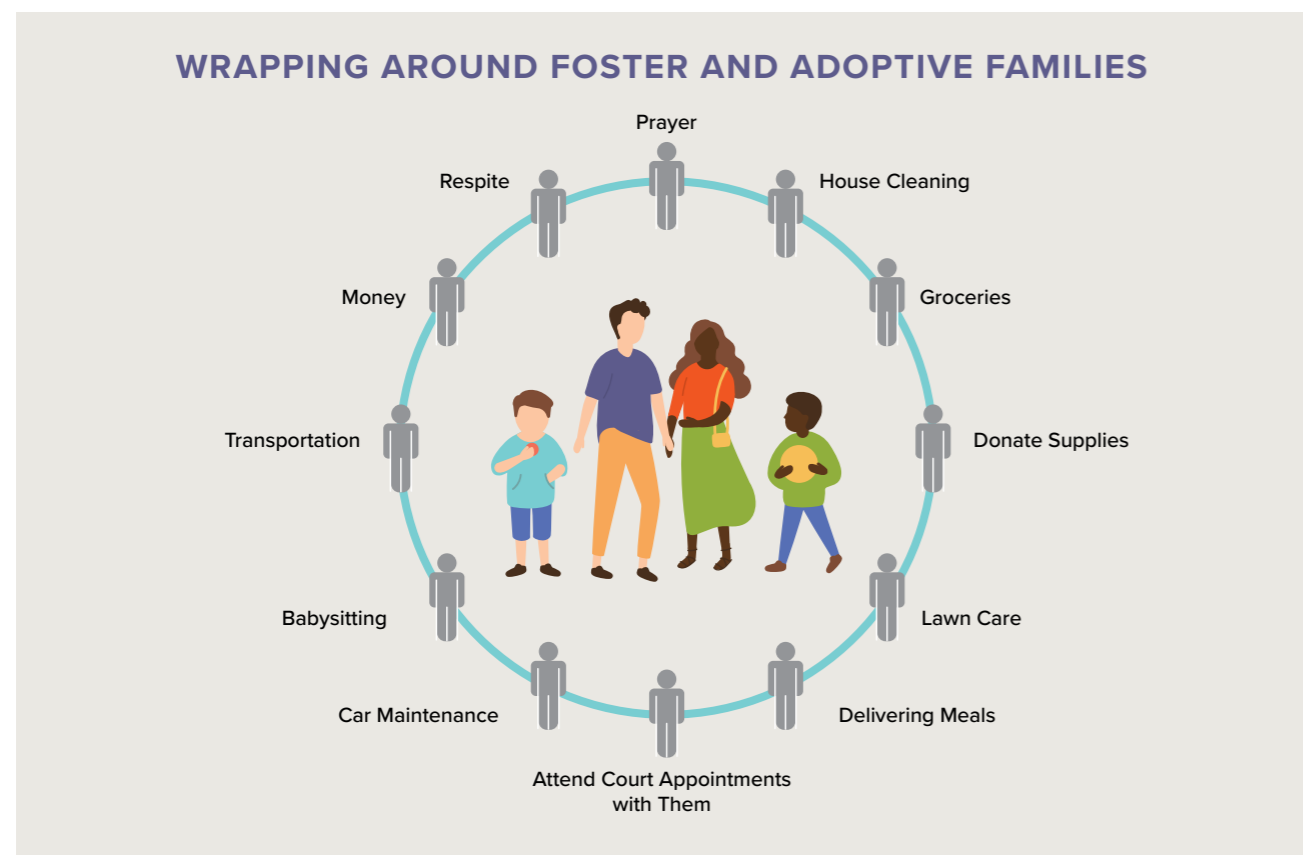 WRAPPING AROUND FOSTER AND ADOPTIVE FAMILIES
Prayer
Respite
House Cleaning
Money
Groceries
Transportation
Donate Supplies
Babysitting
Lawn Care
Car Maintenance
Delivering Meals
Attend Court Appointments
with Them